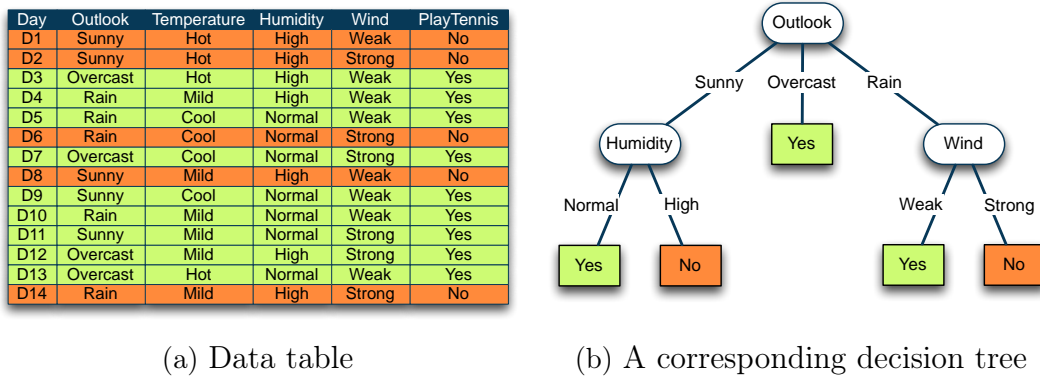 Day Outlook Temperature Humidity Wind PlayTennis
D1 Sunny Hot High Weak No
D2 Sunny Hot High Strong No
D3 Overcast Hot High Weak Yes
D4 Rain Mild High Weak Yes
D5 Rain Cool Normal Weak Yes
D6 Rain Cool Normal Strong No
D7 Overcast Cool Normal Strong Yes
D8 Sunny Mild High Weak No
D9 Sunny Cool Normal Weak Yes
D10 Rain Mild Normal Weak Yes
D11 Sunny Mild Normal Strong Yes
D12 Overcast Mild High Strong Yes
D13 Overcast Hot Normal Weak Yes
D14 Rain Mild High Strong No
(a) Data table
Outlook
Sunny Overcast Rain
Humidity Yes Wind
Normal High Weak Strong
Yes No Yes No
(b) A corresponding decision tree